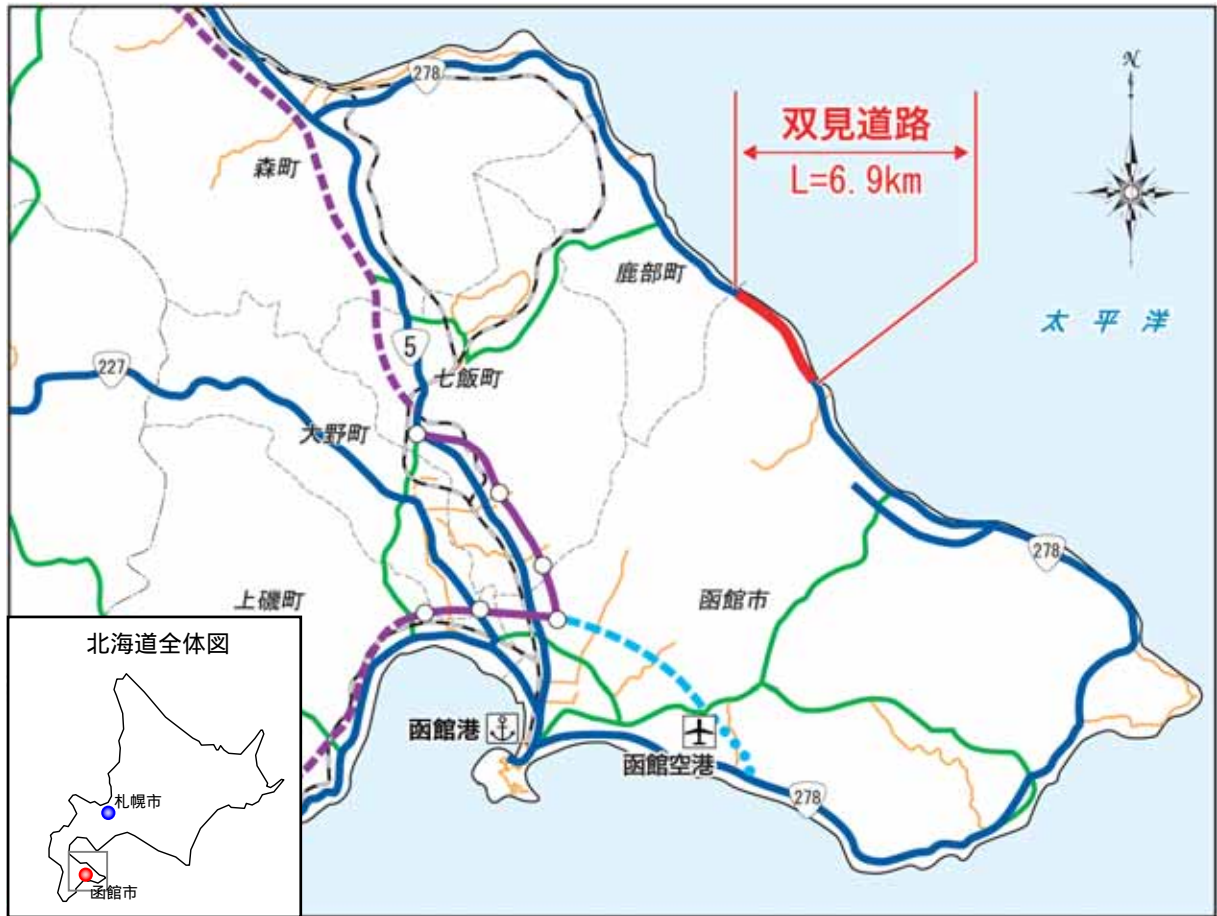 278
N
双見道路
L=6.9km
森町
鹿部町
太平洋
5
227
七飯町
大野町
278
函館市
上磯町
北海道全体図
函館港
函館空港
278
札幌市
函館市